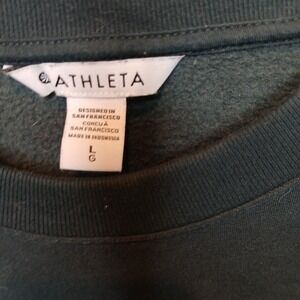 ATHLETA
DESIGNED IN
SAN FRANCISCO
CONÇU À
SAN FRANCISCO
MADE IN INDONESIA
L
G